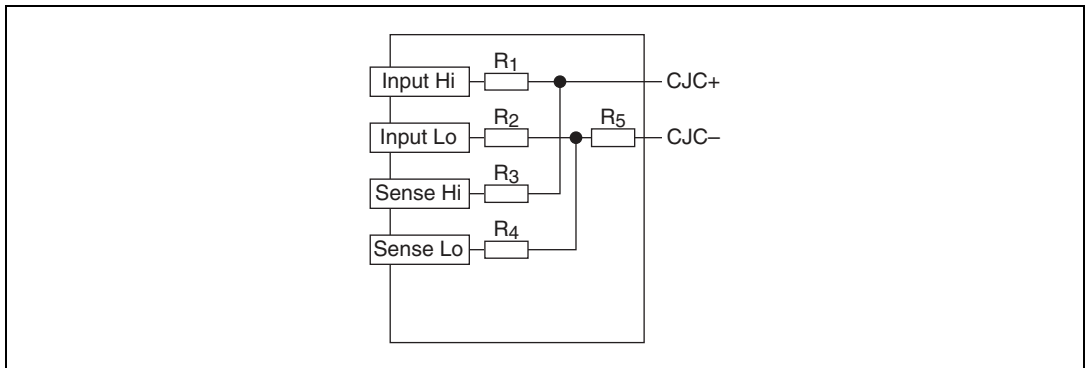 Input Hi R1 CJC+
Input Lo R2 R5 CJC–
Sense Hi R3
Sense Lo R4